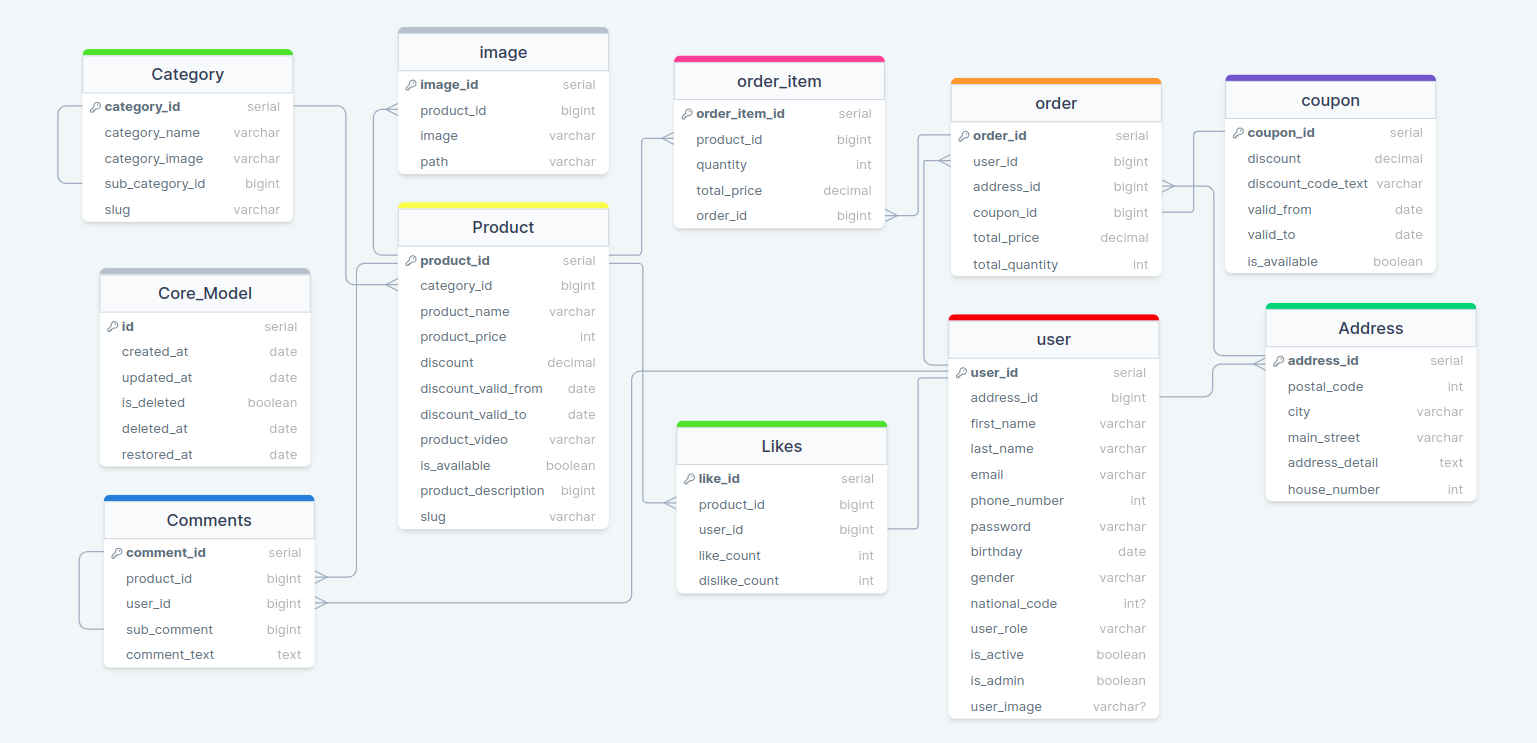 Category
category_id serial
category_name varchar
category_image varchar
sub_category_id bigint
slug varchar
image
image_id serial
product_id bigint
image varchar
path varchar
order_item
order_item_id serial
product_id bigint
quantity int
total_price decimal
order_id bigint
order
order_id serial
user_id bigint
address_id bigint
coupon_id bigint
total_price decimal
total_quantity int
coupon
coupon_id serial
discount decimal
discount_code_text varchar
valid_from date
valid_to date
is_available boolean
Core_Model
id serial
created_at date
updated_at date
is_deleted boolean
deleted_at date
restored_at date
Product
product_id serial
category_id bigint
product_name varchar
product_price int
discount decimal
discount_valid_from date
discount_valid_to date
product_video varchar
is_available boolean
product_description bigint
slug varchar
Likes
like_id serial
product_id bigint
user_id bigint
like_count int
dislike_count int
user
user_id serial
address_id bigint
first_name varchar
last_name varchar
email varchar
phone_number int
password varchar
birthday date
gender varchar
national_code int?
user_role varchar
is_active boolean
is_admin boolean
user_image varchar?
Address
address_id serial
postal_code int
city varchar
main_street varchar
address_detail text
house_number int
Comments
comment_id serial
product_id bigint
user_id bigint
sub_comment bigint
comment_text text